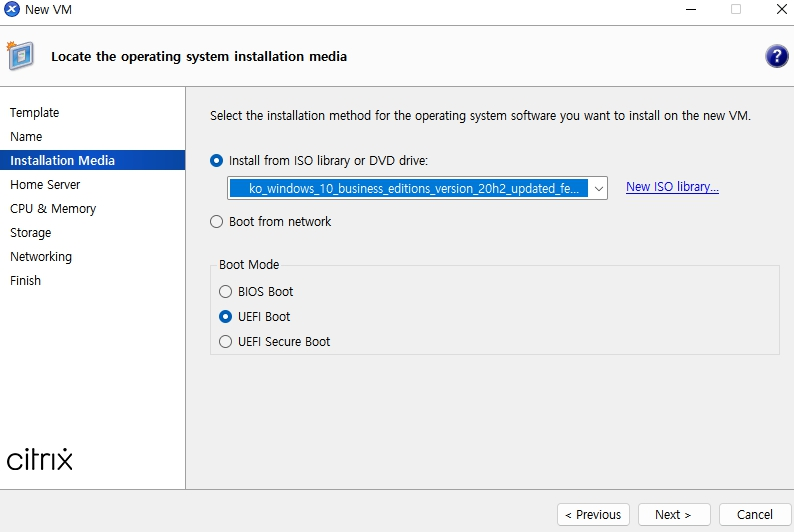 New VM
Locate the operating system installation media
?
Template
Name
Installation Media
Home Server
CPU & Memory
Storage
Networking
Finish
citrix
Select the installation method for the operating system software you want to install on the new VM.
Install from ISO library or DVD drive:
ko_windows_10_business_editions_version_20h2_updated_fe...
New ISO library...
Boot from network
Boot Mode
BIOS Boot
UEFI Boot
UEFI Secure Boot
< Previous
Next >
Cancel